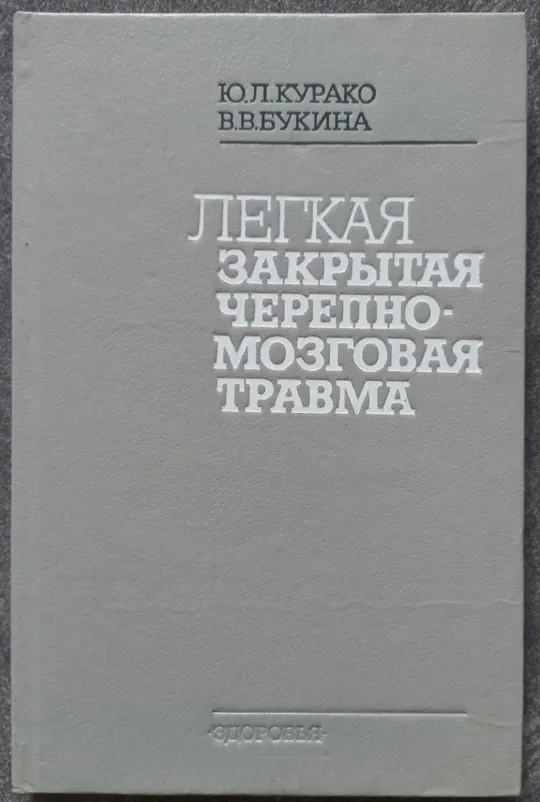 Ю.Л.КУРАКО
В.В.БУКИНА
ЛЕГКАЯ
ЗАКРЫТАЯ
ЧЕРЕПНО-
МОЗГОВАЯ
ТРАВМА
·ЗДОРОВЬЯ·